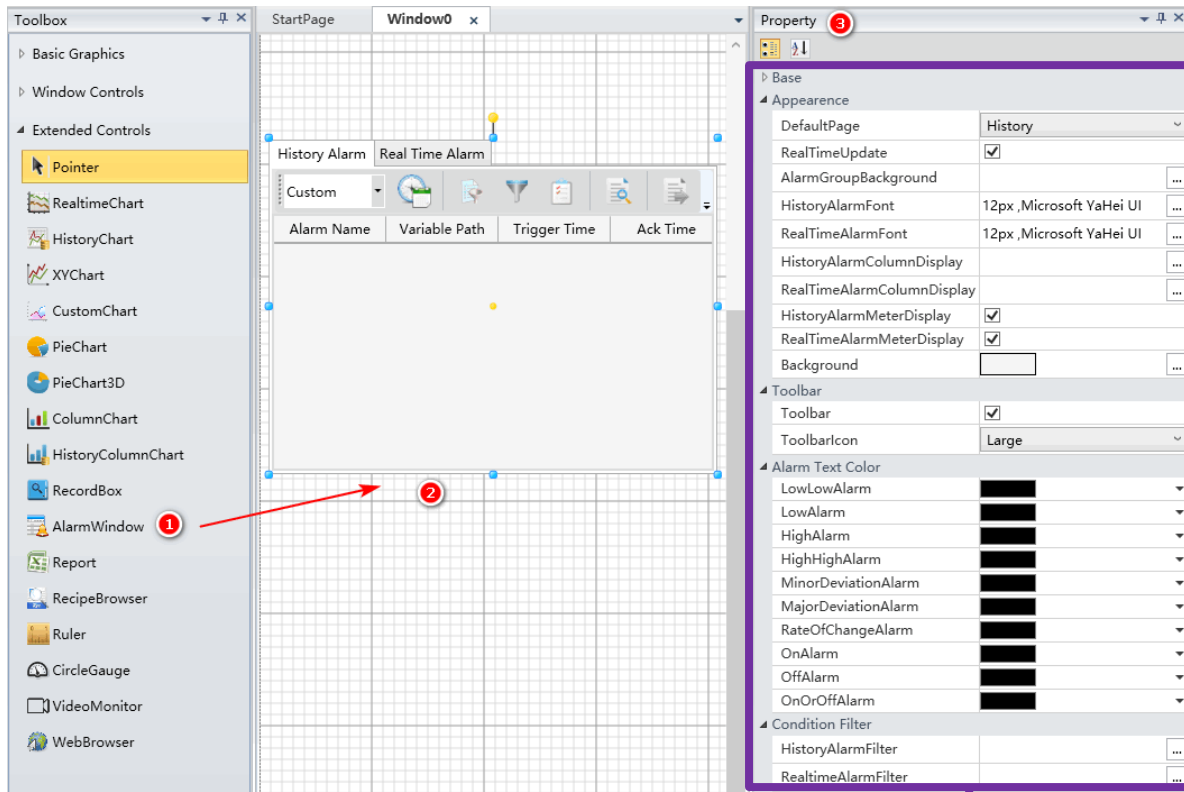 Toolbox
Basic Graphics
Window Controls
Extended Controls
Pointer
RealtimeChart
HistoryChart
XYChart
CustomChart
PieChart
PieChart3D
ColumnChart
HistoryColumnChart
RecordBox
AlarmWindow 1
Report
RecipeBrowser
Ruler
CircleGauge
VideoMonitor
WebBrowser
StartPage Window0 x
History Alarm Real Time Alarm
Custom
Alarm Name Variable Path Trigger Time Ack Time
2
Property 3
Base
Appearence
DefaultPage History
RealTimeUpdate
AlarmGroupBackground ...
HistoryAlarmFont 12px ,Microsoft YaHei UI ...
RealTimeAlarmFont 12px ,Microsoft YaHei UI ...
HistoryAlarmColumnDisplay ...
RealTimeAlarmColumnDisplay ...
HistoryAlarmMeterDisplay
RealTimeAlarmMeterDisplay
Background ...
Toolbar
Toolbar
ToolbarIcon Large
Alarm Text Color
LowLowAlarm
LowAlarm
HighAlarm
HighHighAlarm
MinorDeviationAlarm
MajorDeviationAlarm
RateOfChangeAlarm
OnAlarm
OffAlarm
OnOrOffAlarm
Condition Filter
HistoryAlarmFilter ...
RealtimeAlarmFilter ...